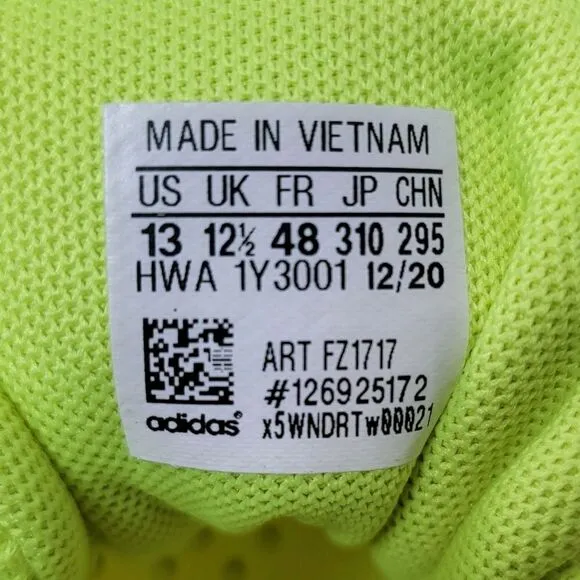 MADE IN VIETNAM
US UK FR JP CHN
13 12½ 48 310 295
HWA 1Y3001 12/20
ART FZ1717
#126925172
adidas® x5WNDRTw00021